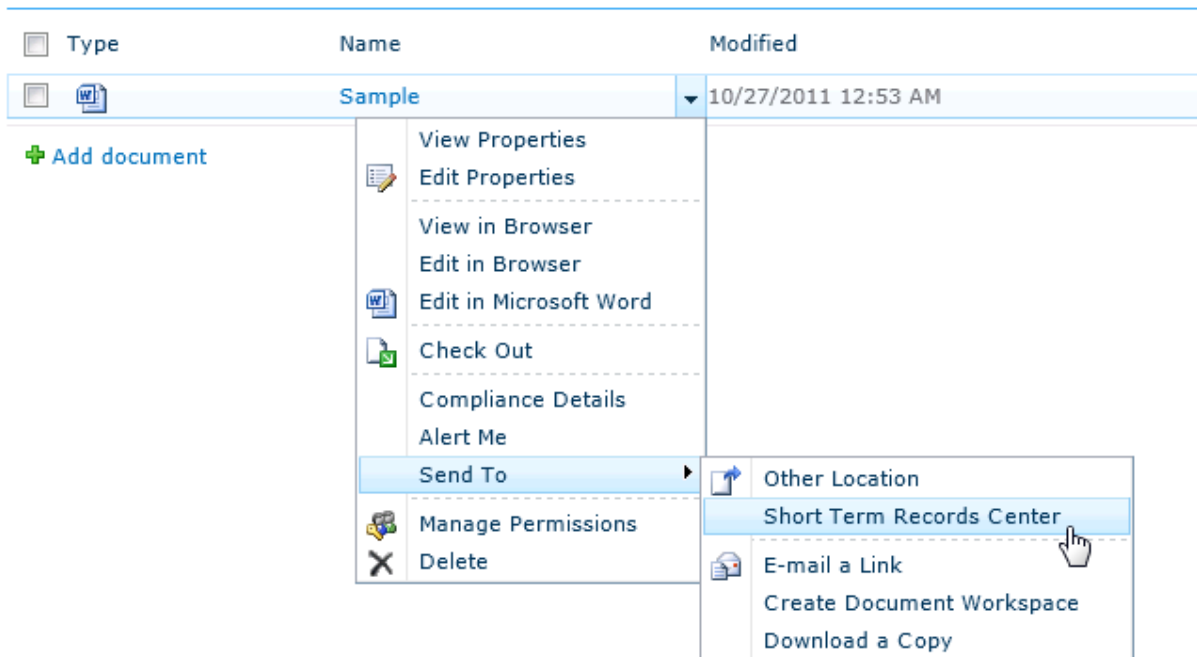 Type Name Modified
Sample 10/27/2011 12:53 AM
Add document
View Properties
Edit Properties
View in Browser
Edit in Browser
Edit in Microsoft Word
Check Out
Compliance Details
Alert Me
Send To
Manage Permissions
Delete
Other Location
Short Term Records Center
E-mail a Link
Create Document Workspace
Download a Copy